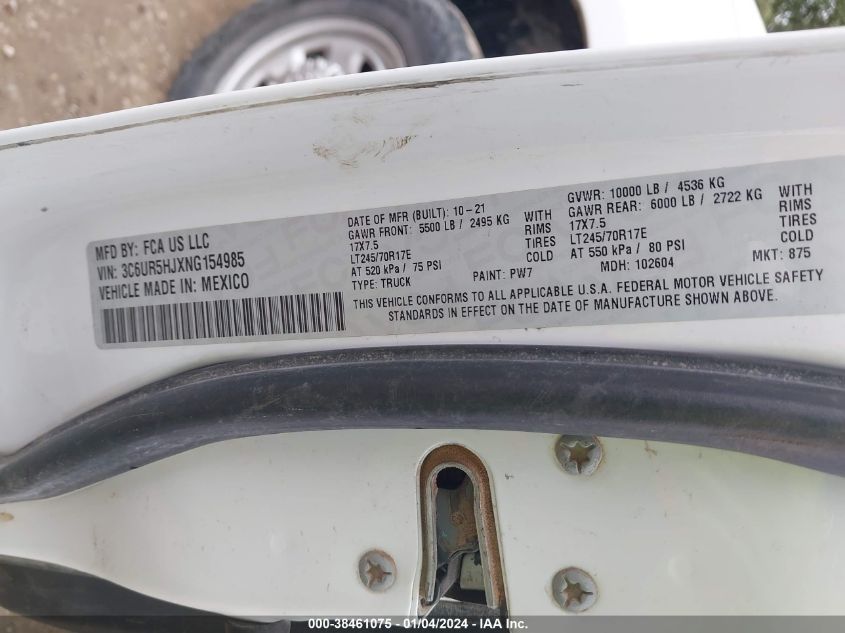 MFD BY: FCA US LLC
VIN: 3C6UR5HJXNG154985
VEHICLE MADE IN: MEXICO
DATE OF MFR (BUILT): 10-21
GAWR FRONT: 5500 LB / 2495 KG WITH
17X7.5 RIMS
LT245/70R17E TIRES
AT 520 kPa / 75 PSI COLD
TYPE: TRUCK PAINT: PW7
GVWR: 10000 LB / 4536 KG
GAWR REAR: 6000 LB / 2722 KG WITH
17X7.5 RIMS
LT245/70R17E TIRES
AT 550 kPa / 80 PSI COLD
MDH: 102604 MKT: 875
THIS VEHICLE CONFORMS TO ALL APPLICABLE U.S.A. FEDERAL MOTOR VEHICLE SAFETY
STANDARDS IN EFFECT ON THE DATE OF MANUFACTURE SHOWN ABOVE.
000-38461075 - 01/04/2024 - IAA Inc.